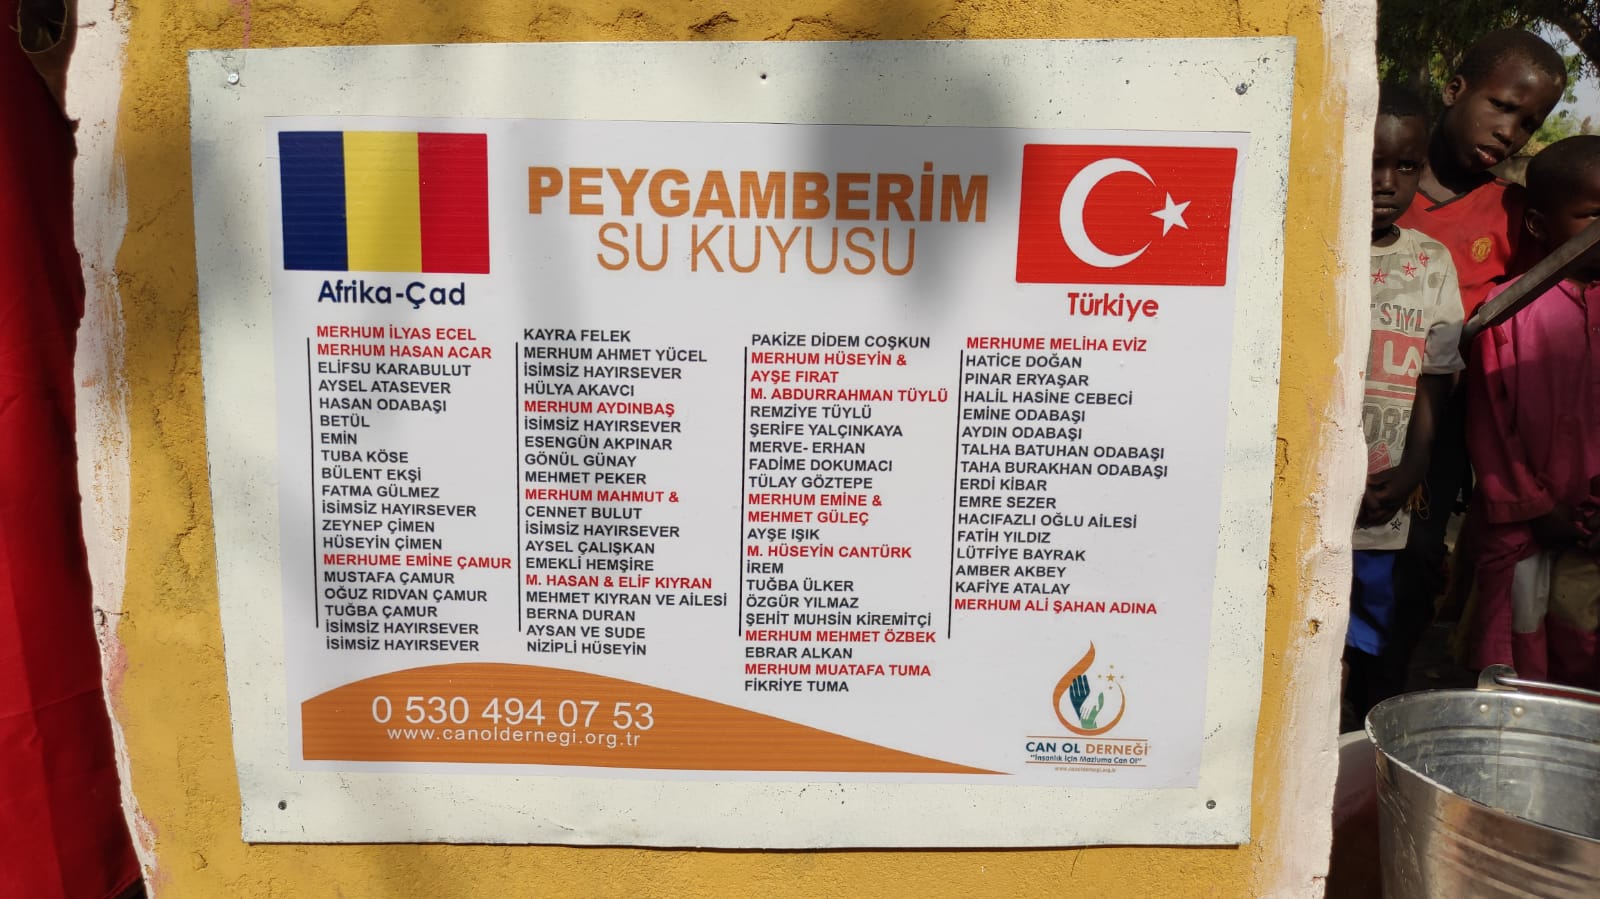 PEYGAMBERİM
SU KUYUSU
Afrika-Çad
Türkiye
MERHUM İLYAS ECEL
MERHUM HASAN ACAR
ELİFSU KARABULUT
AYSEL ATASEVER
HASAN ODABAŞI
BETÜL
EMİN
TUBA KÖSE
BÜLENT EKŞİ
FATMA GÜLMEZ
İSİMSİZ HAYIRSEVER
ZEYNEP ÇİMEN
HÜSEYİN ÇİMEN
MERHUME EMİNE ÇAMUR
MUSTAFA ÇAMUR
OĞUZ RIDVAN ÇAMUR
TUĞBA ÇAMUR
İSİMSİZ HAYIRSEVER
İSİMSİZ HAYIRSEVER
KAYRA FELEK
MERHUM AHMET YÜCEL
İSİMSİZ HAYIRSEVER
HÜLYA AKAVCI
MERHUM AYDINBAŞ
İSİMSİZ HAYIRSEVER
ESENGÜN AKPINAR
GÖNÜL GÜNAY
MEHMET PEKER
MERHUM MAHMUT &
CENNET BULUT
İSİMSİZ HAYIRSEVER
AYSEL ÇALIŞKAN
EMEKLİ HEMŞİRE
M. HASAN & ELİF KIYRAN
MEHMET KIYRAN VE AİLESİ
BERNA DURAN
AYSAN VE SUDE
NİZİPLİ HÜSEYİN
PAKİZE DİDEM COŞKUN
MERHUM HÜSEYİN &
AYŞE FIRAT
M. ABDURRAHMAN TÜYLÜ
REMZİYE TÜYLÜ
ŞERİFE YALÇINKAYA
MERVE- ERHAN
FADİME DOKUMACI
TÜLAY GÖZTEPE
MERHUM EMİNE &
MEHMET GÜLEÇ
AYŞE IŞIK
M. HÜSEYİN CANTÜRK
İREM
TUĞBA ÜLKER
ÖZGÜR YILMAZ
ŞEHİT MUHSİN KİREMİTÇİ
MERHUM MEHMET ÖZBEK
EBRAR ALKAN
MERHUM MUATAFA TUMA
FİKRİYE TUMA
MERHUME MELİHA EVİZ
HATİCE DOĞAN
PINAR ERYAŞAR
HALİL HASİNE CEBECİ
EMİNE ODABAŞI
AYDIN ODABAŞI
TALHA BATUHAN ODABAŞI
TAHA BURAKHAN ODABAŞI
ERDİ KİBAR
EMRE SEZER
HACIFAZLI OĞLU AİLESİ
FATİH YILDIZ
LÜTFİYE BAYRAK
AMBER AKBEY
KAFİYE ATALAY
MERHUM ALİ ŞAHAN ADINA
0 530 494 07 53
www.canoldernegi.org.tr
CAN OL DERNEĞİ
"İnsanlık İçin Mazluma Can Ol"
www.canoldernegi.org.tr
STYL
LA